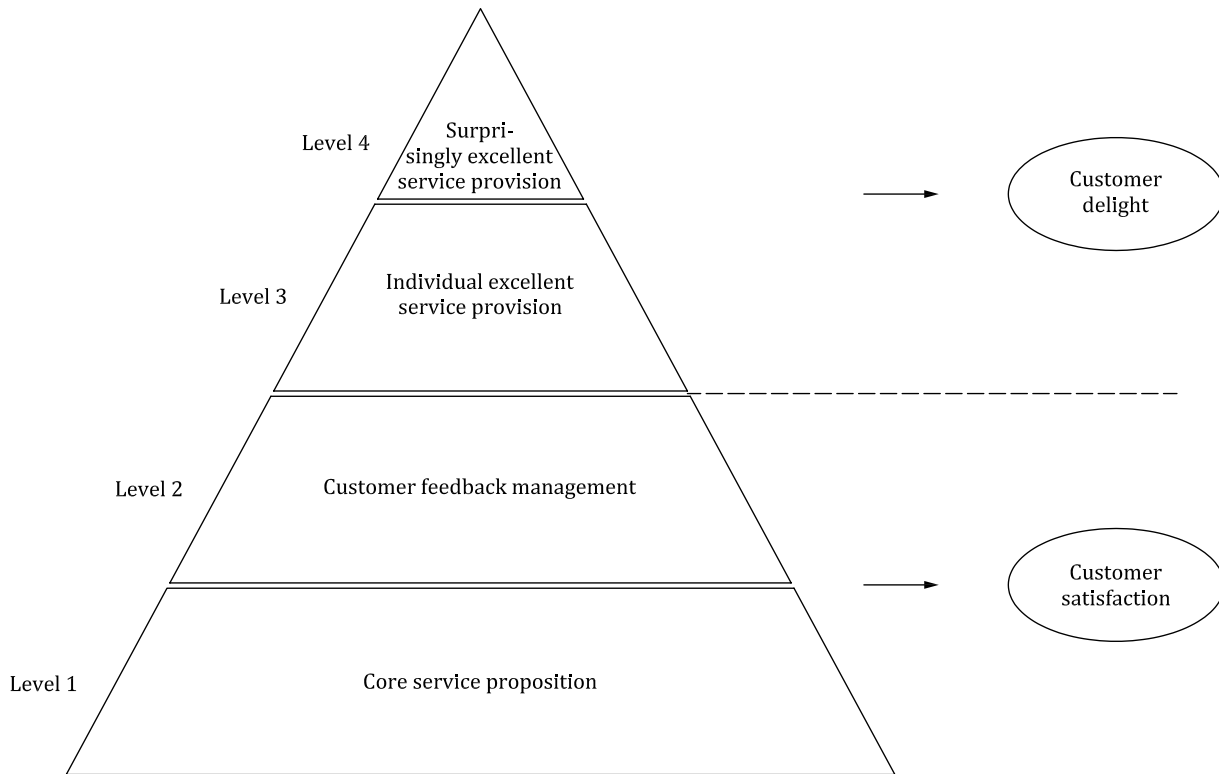 Level 4
Surpri-
singly excellent
service provision
Customer
delight
Level 3
Individual excellent
service provision
Level 2
Customer feedback management
Customer
satisfaction
Level 1
Core service proposition